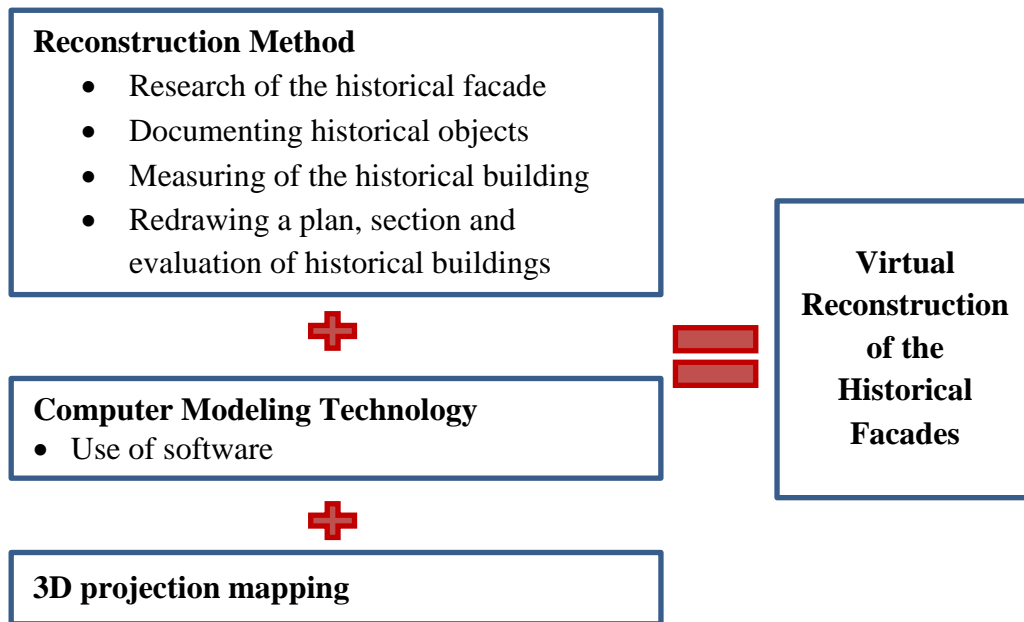 Reconstruction Method
• Research of the historical facade
• Documenting historical objects
• Measuring of the historical building
• Redrawing a plan, section and
evaluation of historical buildings
Computer Modeling Technology
• Use of software
3D projection mapping
Virtual
Reconstruction
of the
Historical
Facades